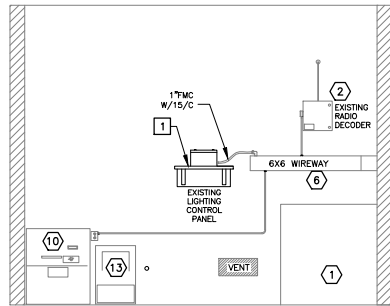 2
1"FMC
W/15/C
EXISTING
RADIO
DECODER
1
6X6 WIREWAY
6
EXISTING
LIGHTING
CONTROL
PANEL
10
13
VENT
1